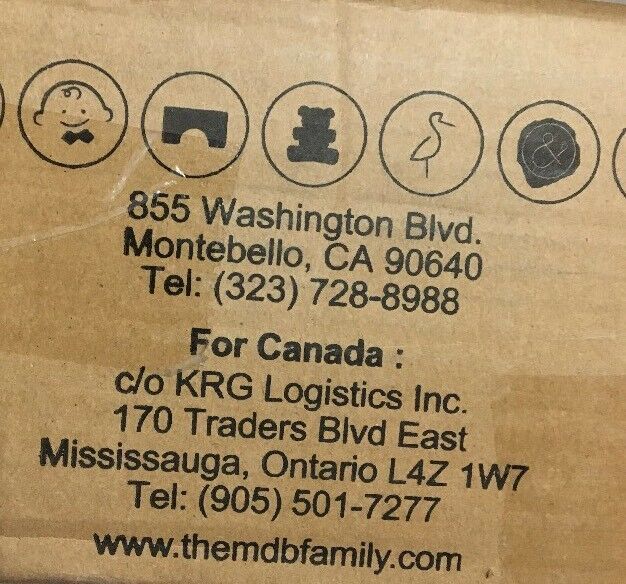 &
855 Washington Blvd.
Montebello, CA 90640
Tel: (323) 728-8988
For Canada :
c/o KRG Logistics Inc.
170 Traders Blvd East
Mississauga, Ontario L4Z 1W7
Tel: (905) 501-7277
www.themdbfamily.com